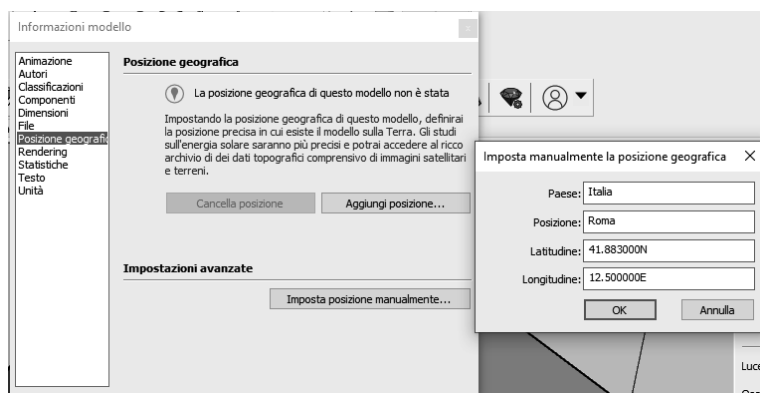 Informazioni modello
x
Animazione
Autori
Classificazioni
Componenti
Dimensioni
File
Posizione geografi
Rendering
Statistiche
Testo
Unità
Posizione geografica
La posizione geografica di questo modello non è stata
Impostando la posizione geografica di questo modello, definirai
la posizione precisa in cui esiste il modello sulla Terra. Gli studi
sull'energia solare saranno più precisi e potrai accedere al ricco
archivio di dei dati topografici comprensivo di immagini satellitari
e terreni.
Cancella posizione
Aggiungi posizione...
Impostazioni avanzate
Imposta posizione manualmente...
Imposta manualmente la posizione geografica
Paese: Italia
Posizione: Roma
Latitudine: 41.883000N
Longitudine: 12.500000E
OK Annulla
Luce